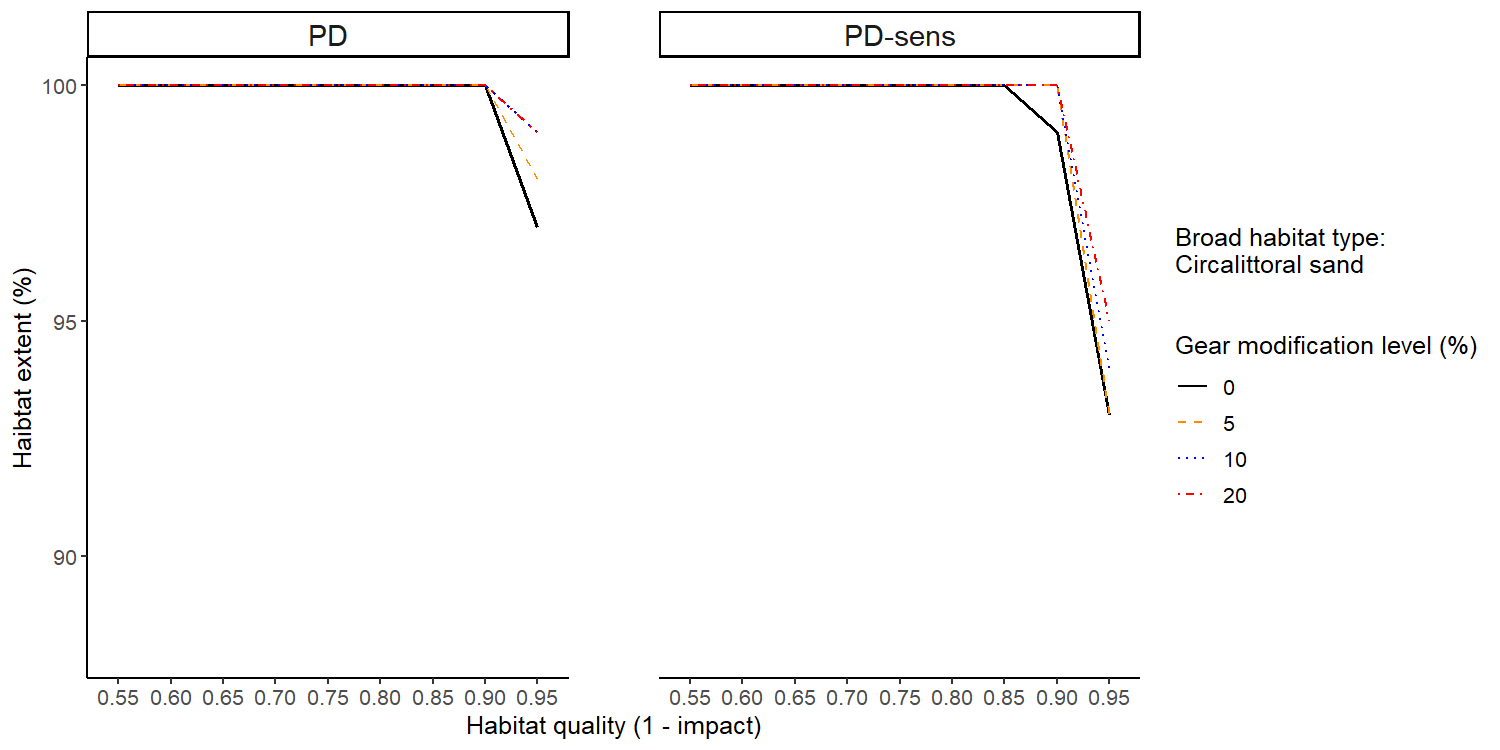 PD
PD-sens
Haibtat extent (%)
100
95
90
0.55 0.60 0.65 0.70 0.75 0.80 0.85 0.90 0.95
0.55 0.60 0.65 0.70 0.75 0.80 0.85 0.90 0.95
Habitat quality (1 - impact)
Broad habitat type:
Circalittoral sand
Gear modification level (%)
0
5
10
20